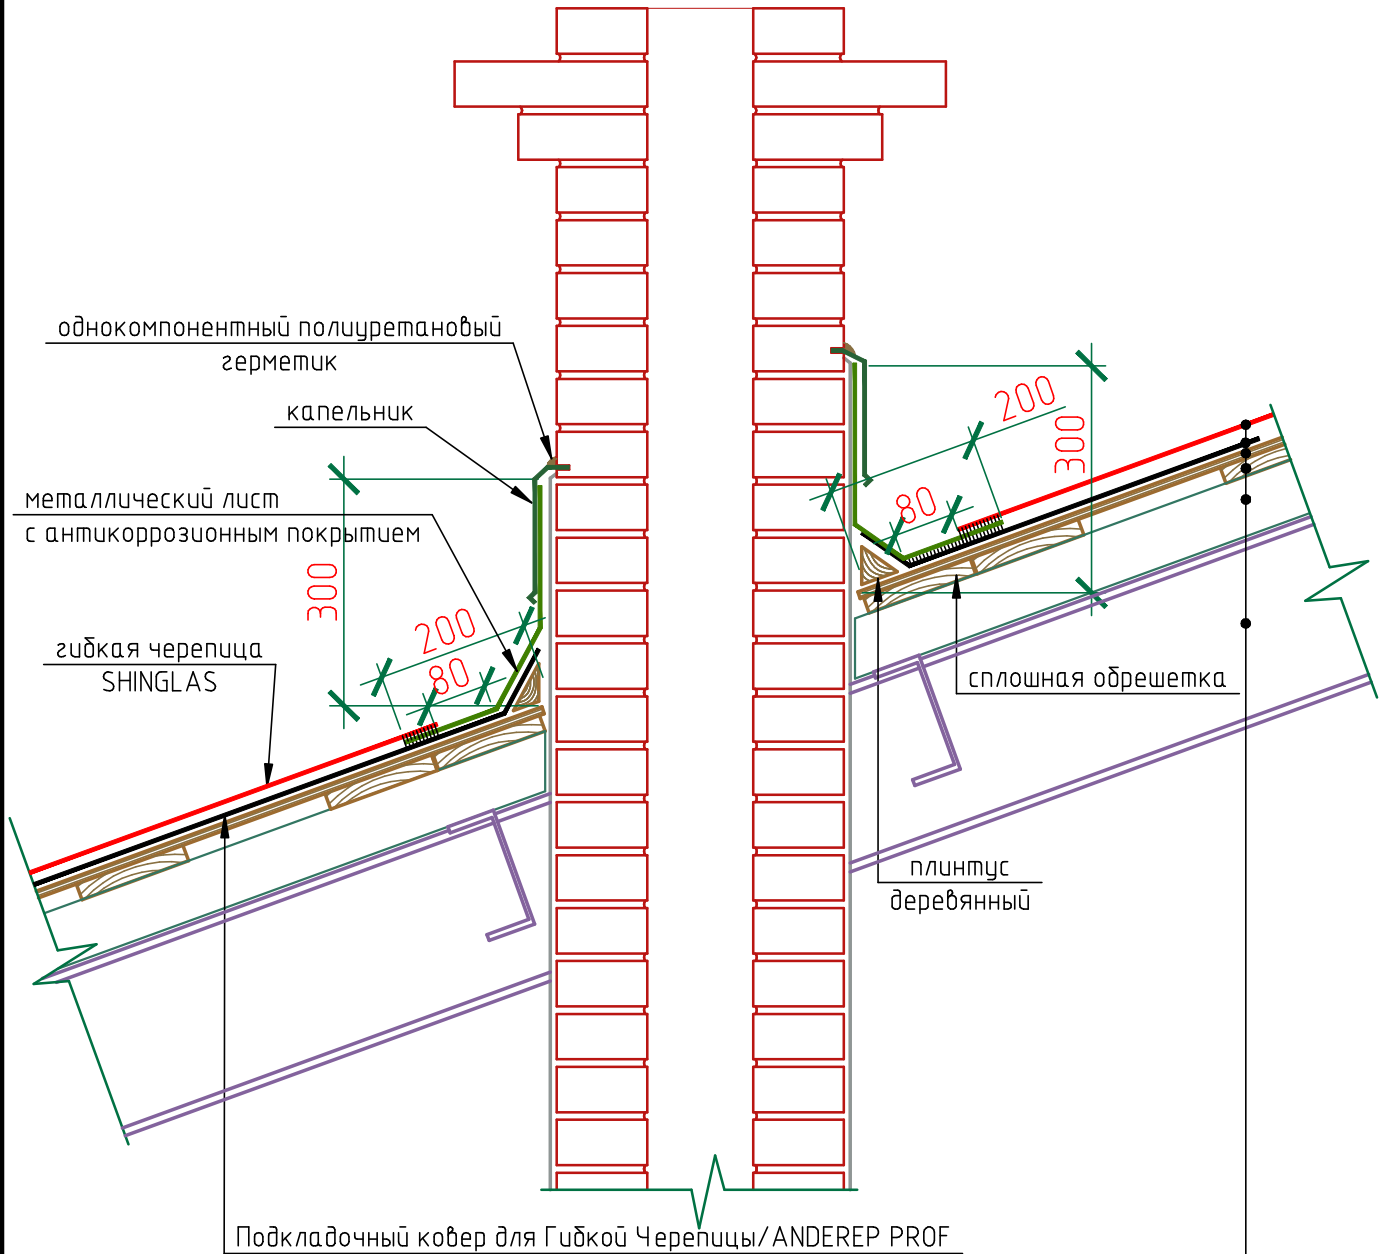 однокомпонентный полиуретановый
герметик
капельник
металлический лист
с антикоррозионным покрытием
300
200
80
гибкая черепица
SHINGLAS
200
300
80
сплошная обрешетка
плинтус
деревянный
Подкладочный ковер для Гибкой Черепицы/ANDEREP PROF